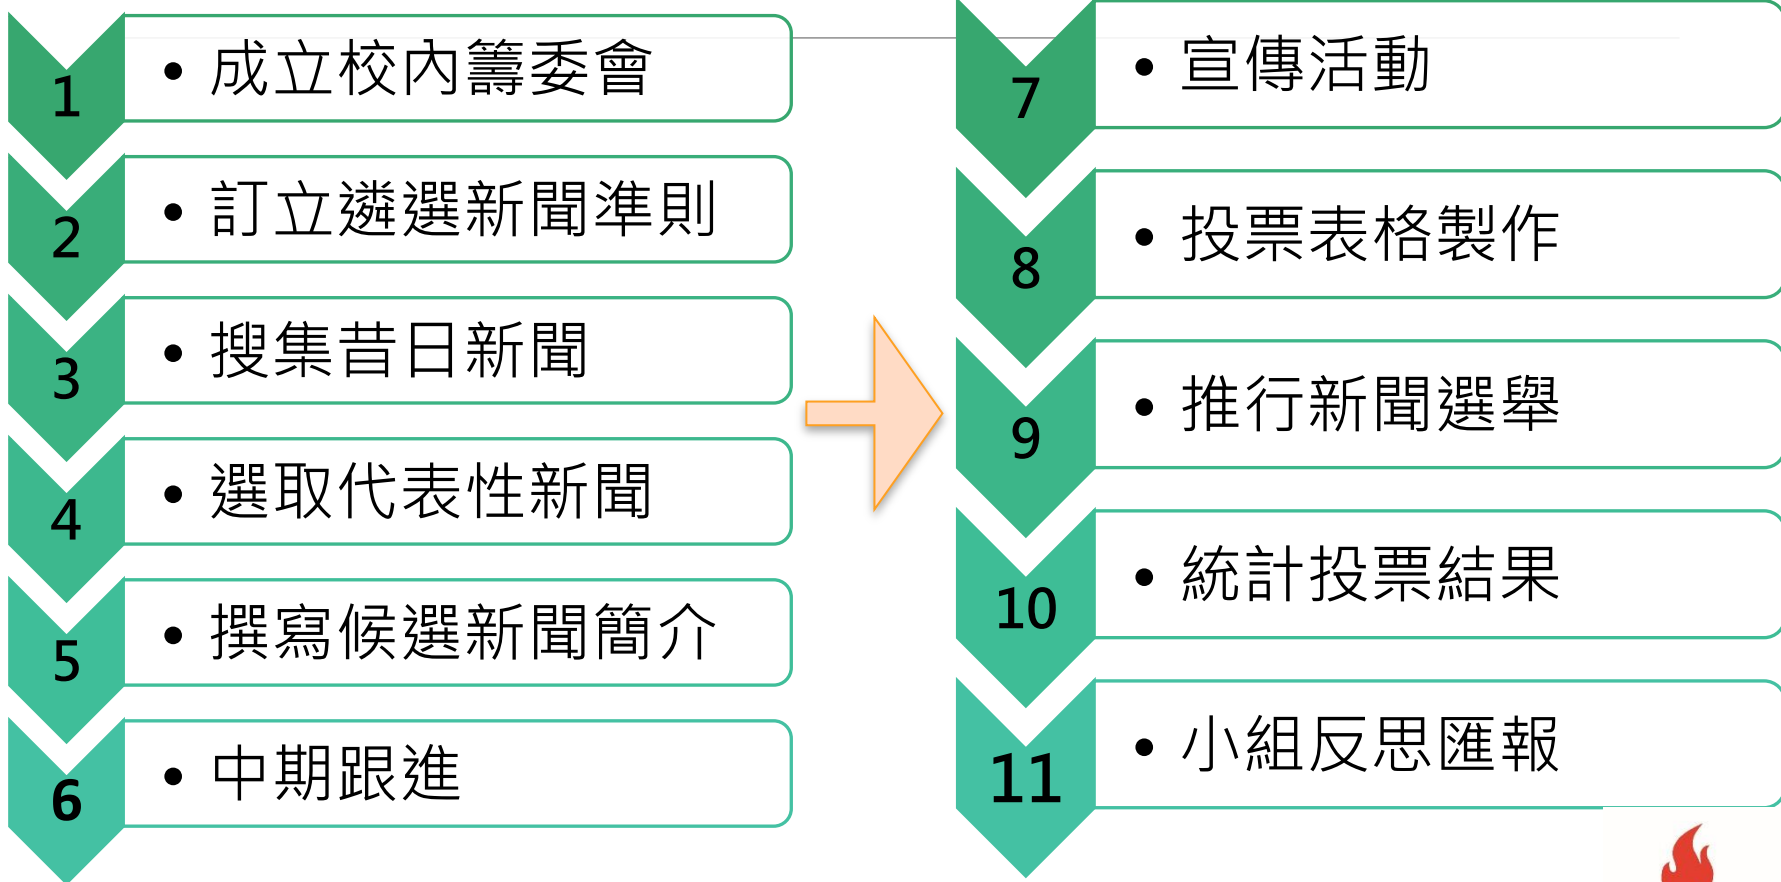 1
• 成立校內籌委會
2
• 訂立遴選新聞準則
3
• 搜集昔日新聞
4
• 選取代表性新聞
5
• 撰寫候選新聞簡介
6
• 中期跟進
7
• 宣傳活動
8
• 投票表格製作
9
• 推行新聞選舉
10
• 統計投票結果
11
• 小組反思匯報